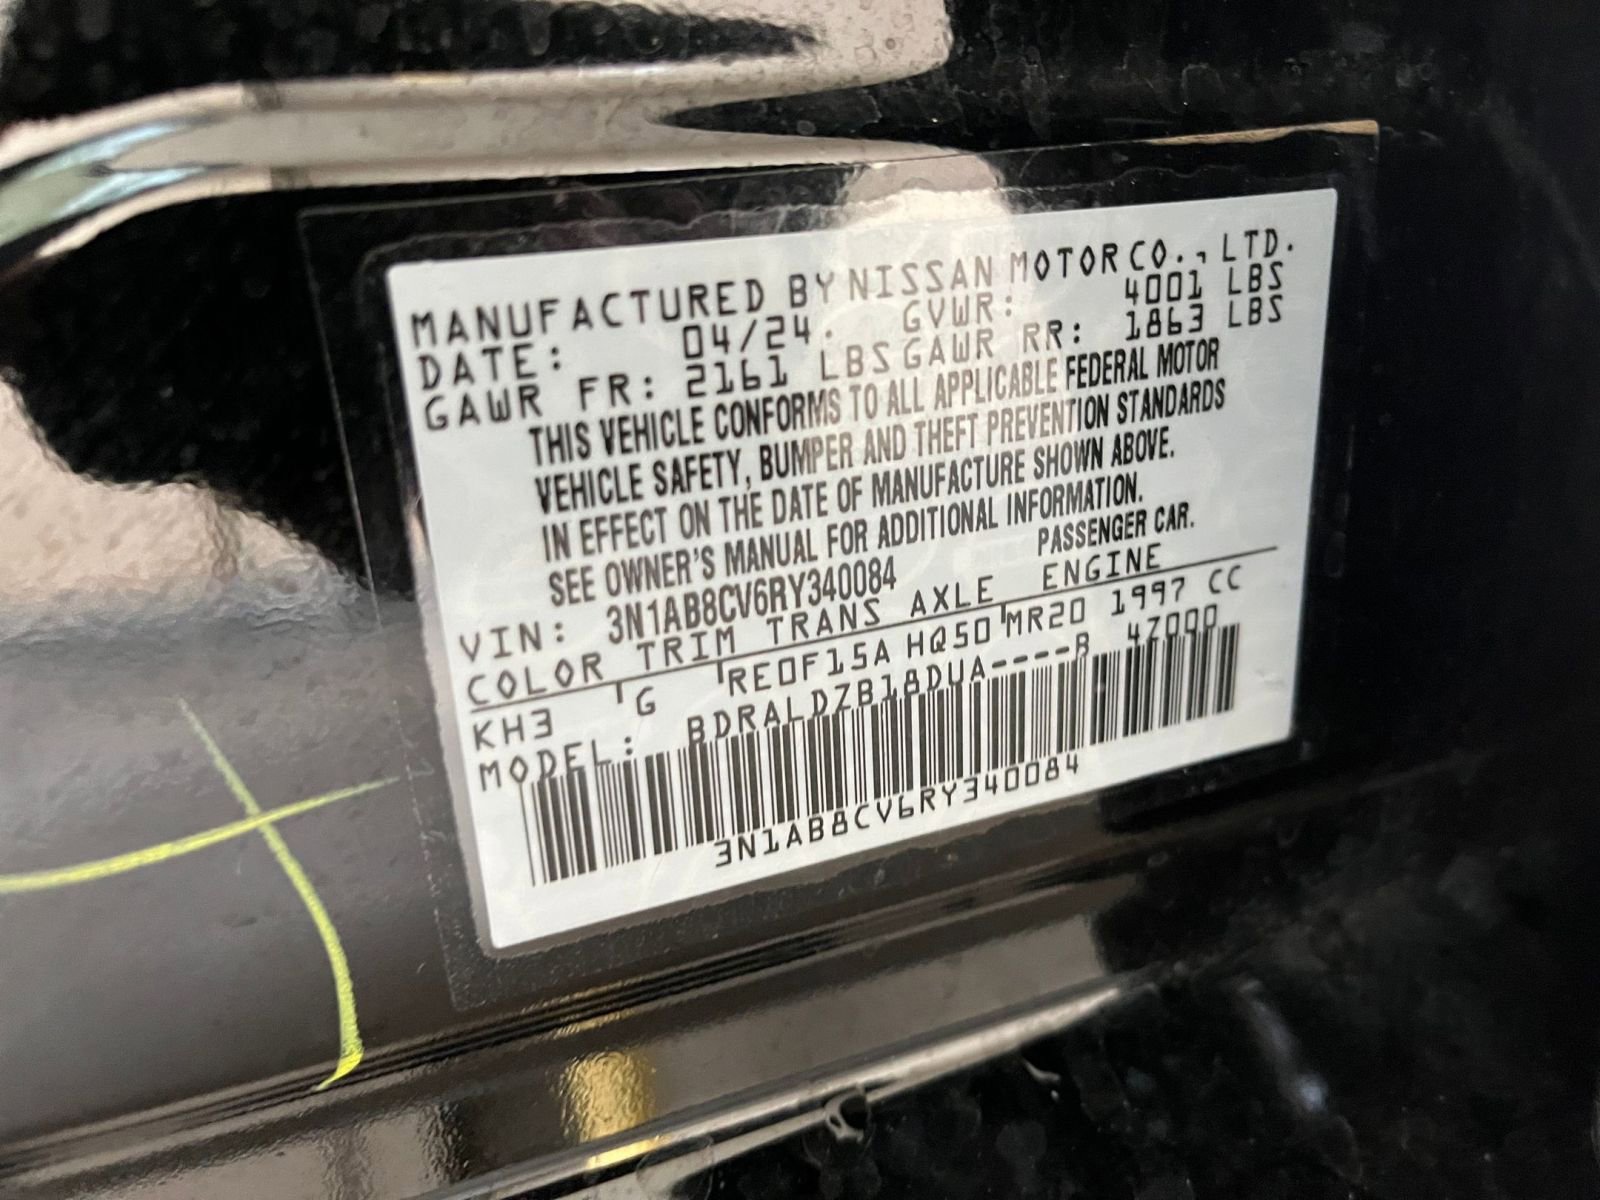 MANUFACTURED BY NISSAN MOTOR CO., LTD.
DATE: 04/24. GVWR: 4001 LBS
GAWR FR: 2161 LBS GAWR RR: 1863 LBS
THIS VEHICLE CONFORMS TO ALL APPLICABLE FEDERAL MOTOR
VEHICLE SAFETY, BUMPER AND THEFT PREVENTION STANDARDS
IN EFFECT ON THE DATE OF MANUFACTURE SHOWN ABOVE.
SEE OWNER'S MANUAL FOR ADDITIONAL INFORMATION.
VIN: 3N1AB8CV6RY340084 PASSENGER CAR.
COLOR TRIM TRANS AXLE ENGINE
KH3 G RE0F15A HQ50 MR20 1997 CC
MODEL: BDRALDZB18DUA----B 4Z000
3N1AB8CV6RY340084